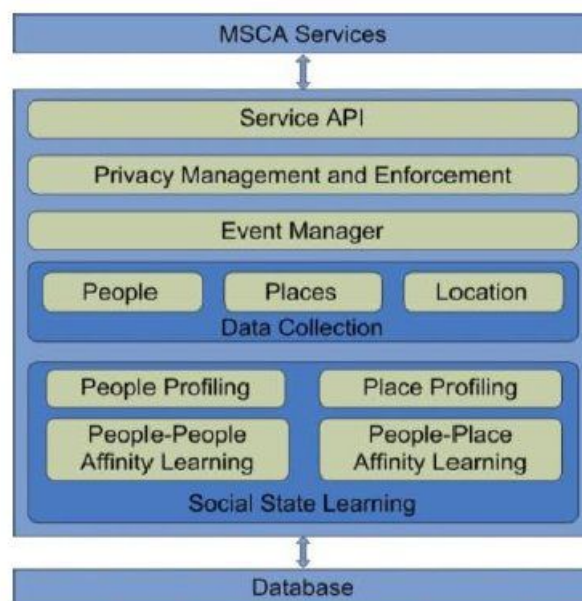 MSCA Services
Service API
Privacy Management and Enforcement
Event Manager
People Places Location
Data Collection
People Profiling Place Profiling
People-People
Affinity Learning
People-Place
Affinity Learning
Social State Learning
Database